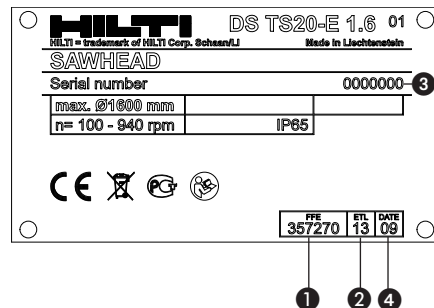 HILTI DS TS20-E 1.6 01
HILTI = trademark of HILTI Corp. Schaan/LI Made in Liechtenstein
SAWHEAD
Serial number 0000000 3
max. Ø1600 mm
n= 100 - 940 rpm IP65
CE PCT
FFE ETL DATE
357270 13 09
1 2 4